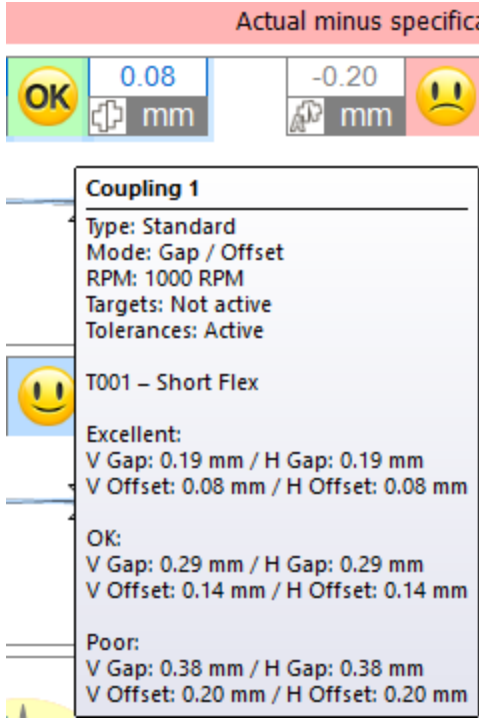 Actual minus specifica
OK
0.08
mm
-0.20
A
mm
Coupling 1
Type: Standard
Mode: Gap / Offset
RPM: 1000 RPM
Targets: Not active
Tolerances: Active
T001 – Short Flex
Excellent:
V Gap: 0.19 mm / H Gap: 0.19 mm
V Offset: 0.08 mm / H Offset: 0.08 mm
OK:
V Gap: 0.29 mm / H Gap: 0.29 mm
V Offset: 0.14 mm / H Offset: 0.14 mm
Poor:
V Gap: 0.38 mm / H Gap: 0.38 mm
V Offset: 0.20 mm / H Offset: 0.20 mm